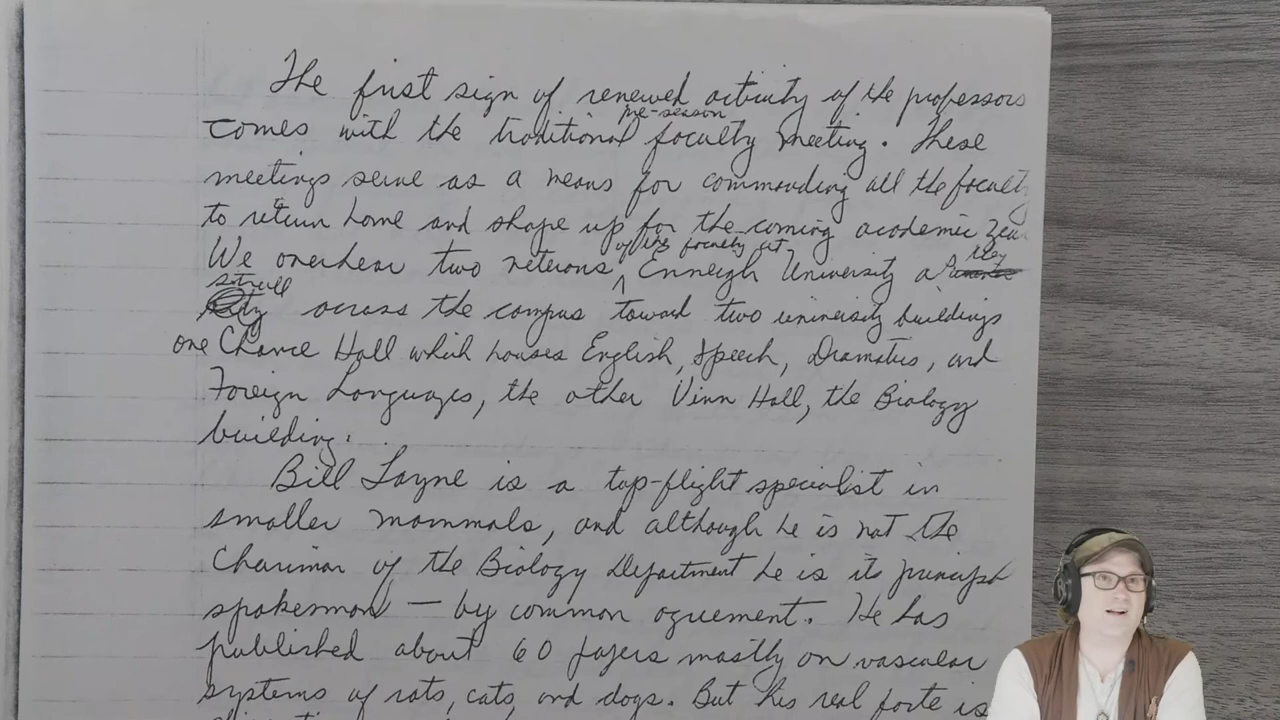 The first sign of renewed activity of the professors
comes with the traditional pre-season faculty meeting. These
meetings serve as a means for commanding all the faculty
to return home and shape up for the coming academic year
We overhear two veterans of the faculty at Enneigh University as they
stroll across the campus toward two university buildings
one Chance Hall which houses English, Speech, Dramatics, and
Foreign Languages, the other Vinn Hall, the Biology
building.
Bill Layne is a top-flight specialist in
smaller mammals, and although he is not the
Chariman of the Biology Department he is its principal
spokesman — by common agreement. He has
published about 60 papers mostly on vascular
systems of rats, cats, and dogs. But his real forte is